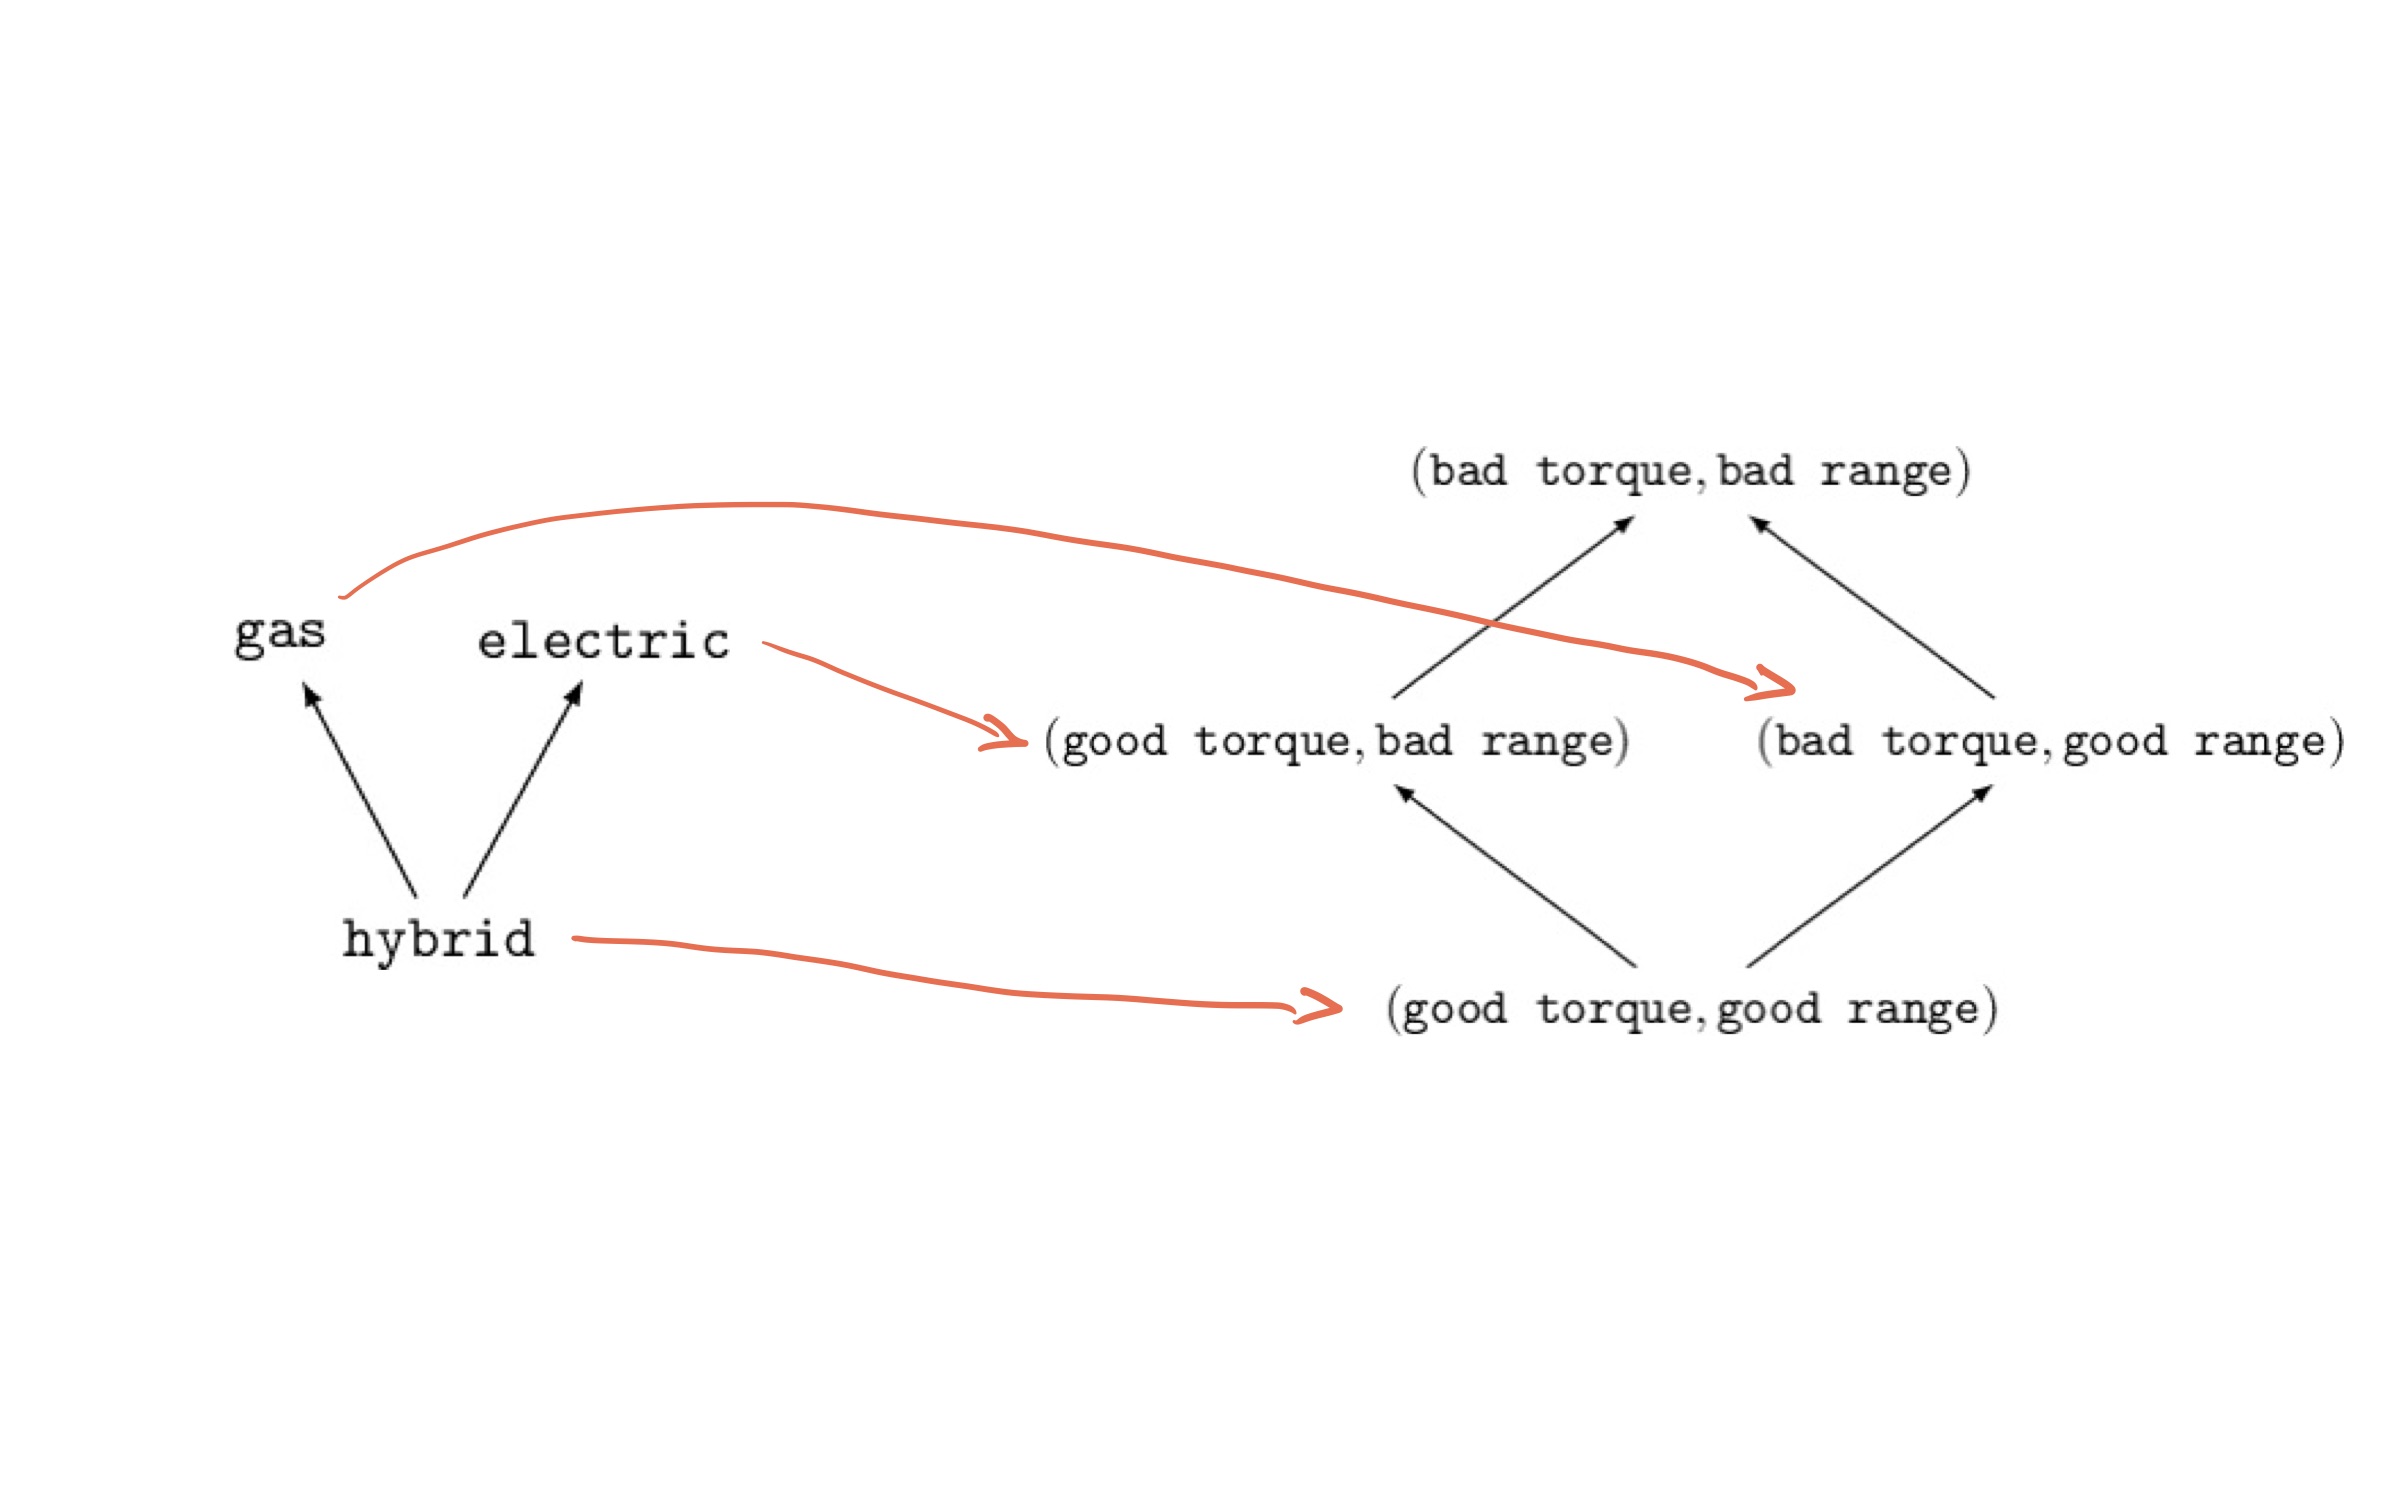 (bad torque,bad range)
gas
electric
(good torque,bad range)
(bad torque,good range)
hybrid
(good torque,good range)